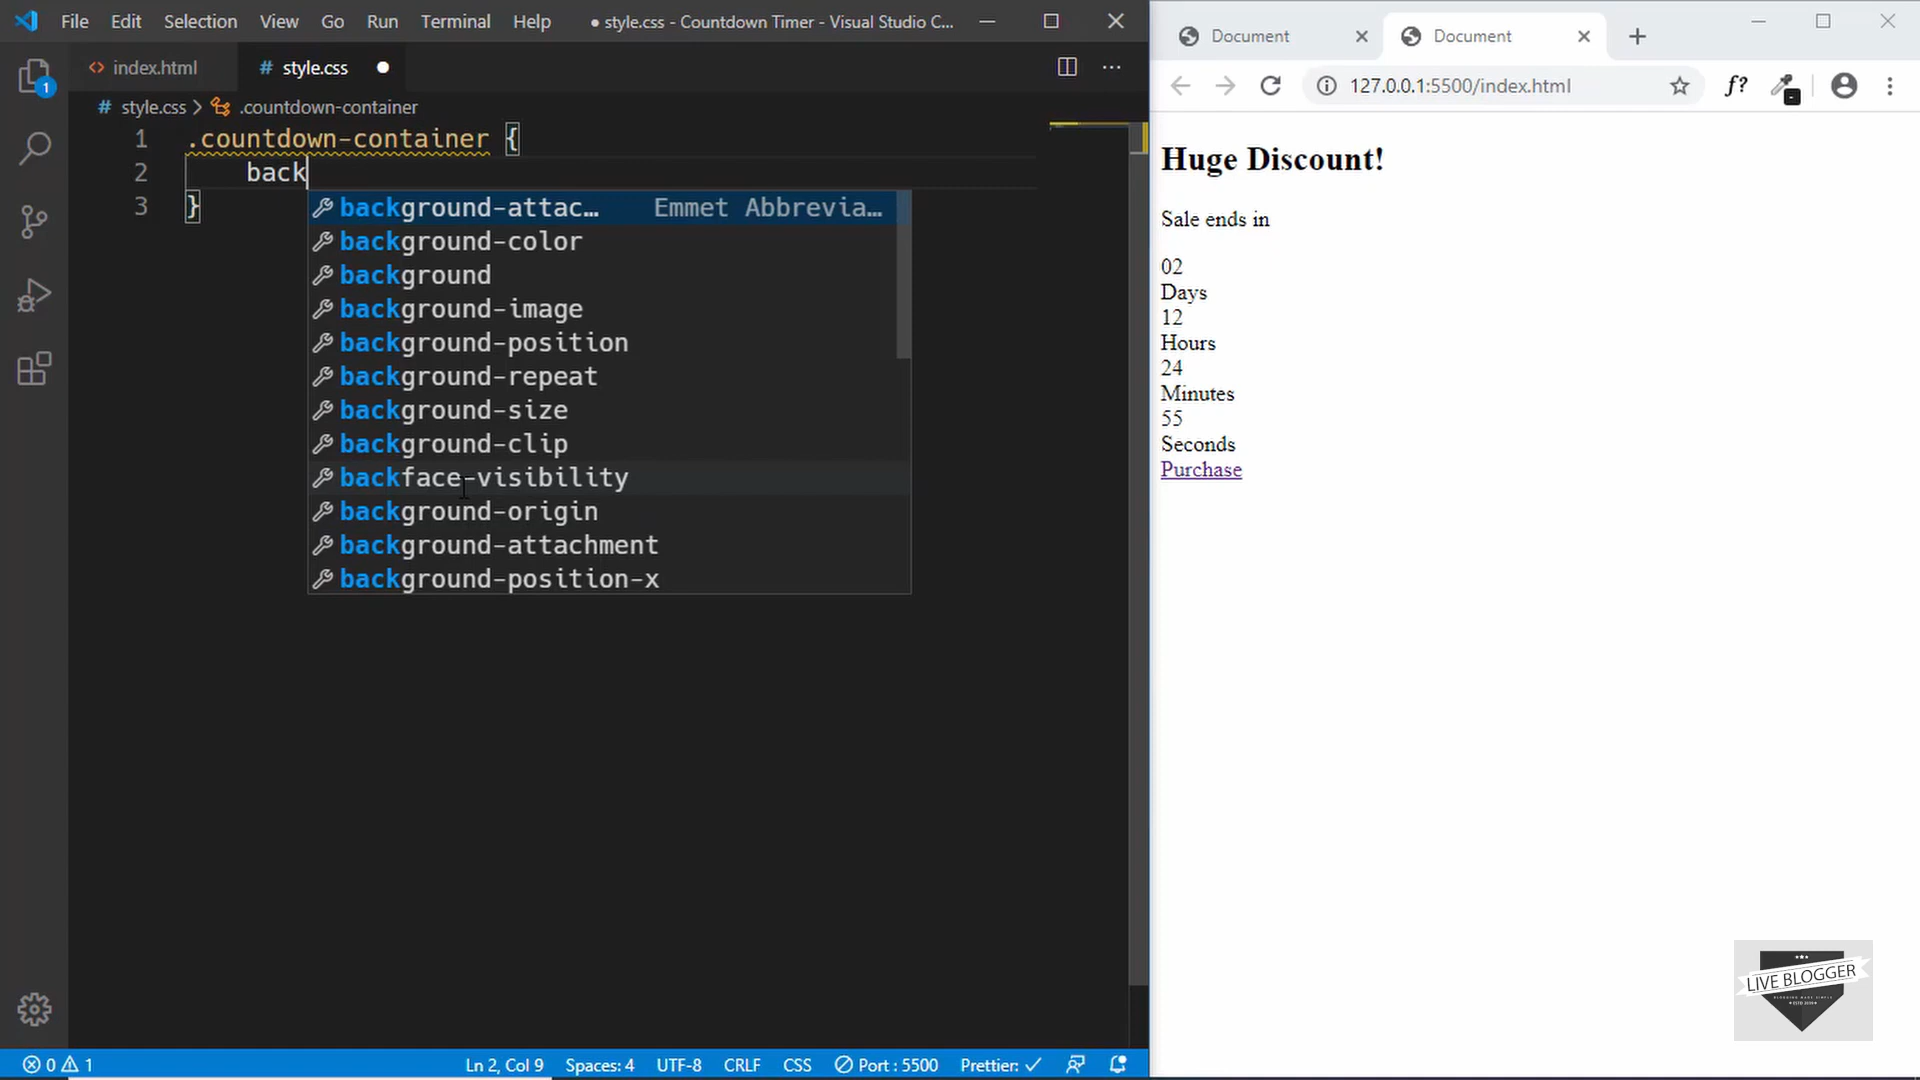 File Edit Selection View Go Run Terminal Help ● style.css - Countdown Timer - Visual Studio C...
index.html style.css
style.css > .countdown-container
1 .countdown-container {
2 back
3 }
background-attac… Emmet Abbrevia…
background-color
background
background-image
background-position
background-repeat
background-size
background-clip
backface-visibility
background-origin
background-attachment
background-position-x
1
0 1 Ln 2, Col 9 Spaces: 4 UTF-8 CRLF CSS Port : 5500 Prettier: ✓
Document Document
127.0.0.1:5500/index.html f?
Huge Discount!
Sale ends in
02
Days
12
Hours
24
Minutes
55
Seconds
Purchase
LIVE BLOGGER